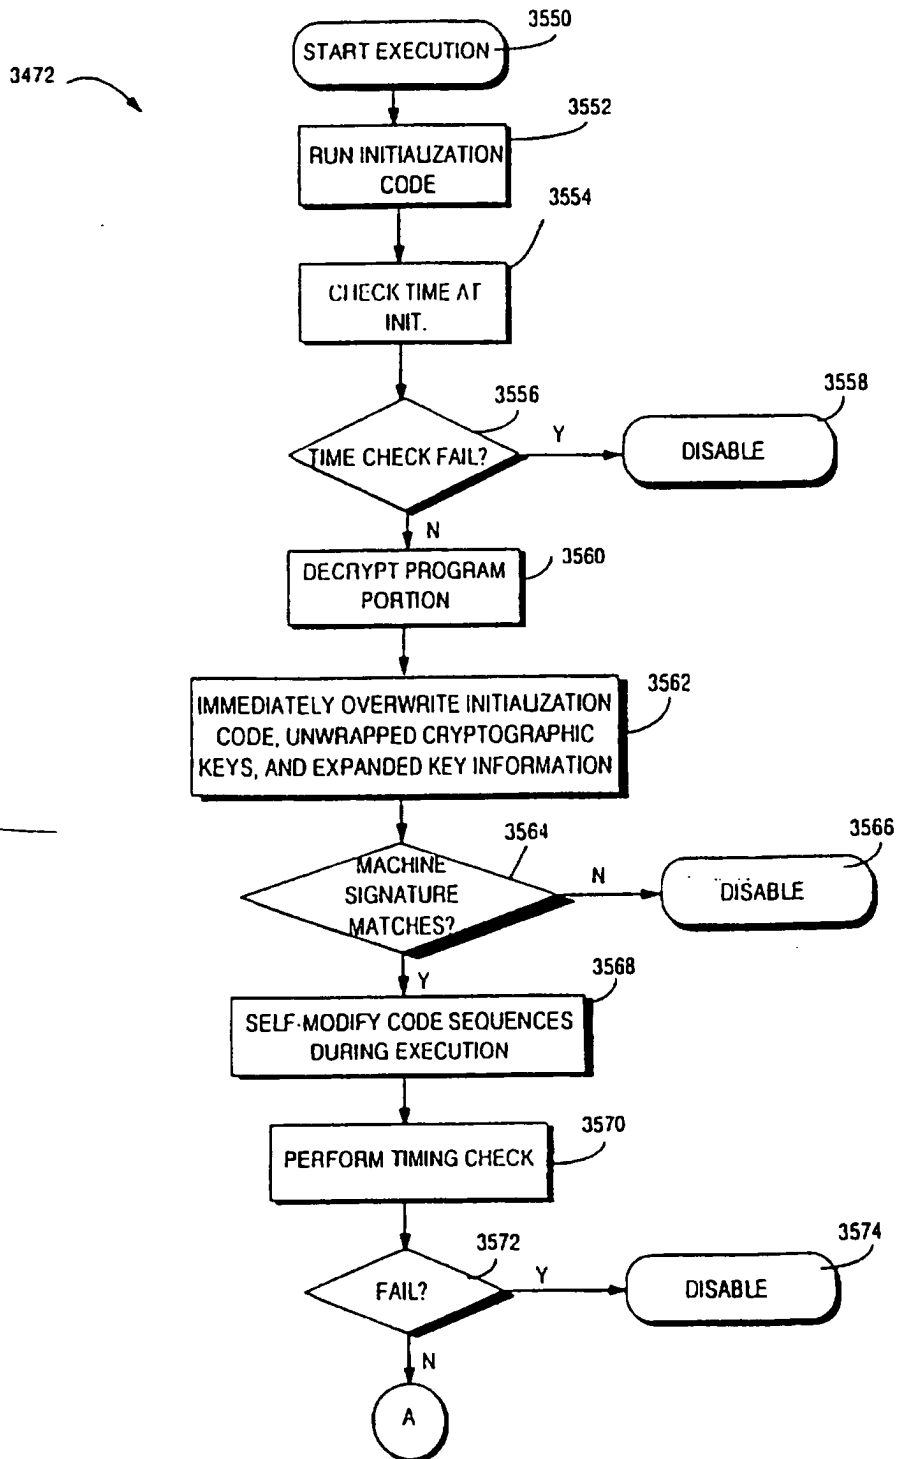 3550
START EXECUTION
3472
3552
RUN INITIALIZATION
CODE
3554
CHECK TIME AT
INIT.
3556
3558
TIME CHECK FAIL?
Y
DISABLE
N
DECRYPT PROGRAM
PORTION
3560
IMMEDIATELY OVERWRITE INITIALIZATION
CODE, UNWRAPPED CRYPTOGRAPHIC
KEYS, AND EXPANDED KEY INFORMATION
3562
3564
3566
MACHINE
SIGNATURE
MATCHES?
N
DISABLE
Y
3568
SELF-MODIFY CODE SEQUENCES
DURING EXECUTION
3570
PERFORM TIMING CHECK
3572
3574
FAIL?
Y
DISABLE
N
A